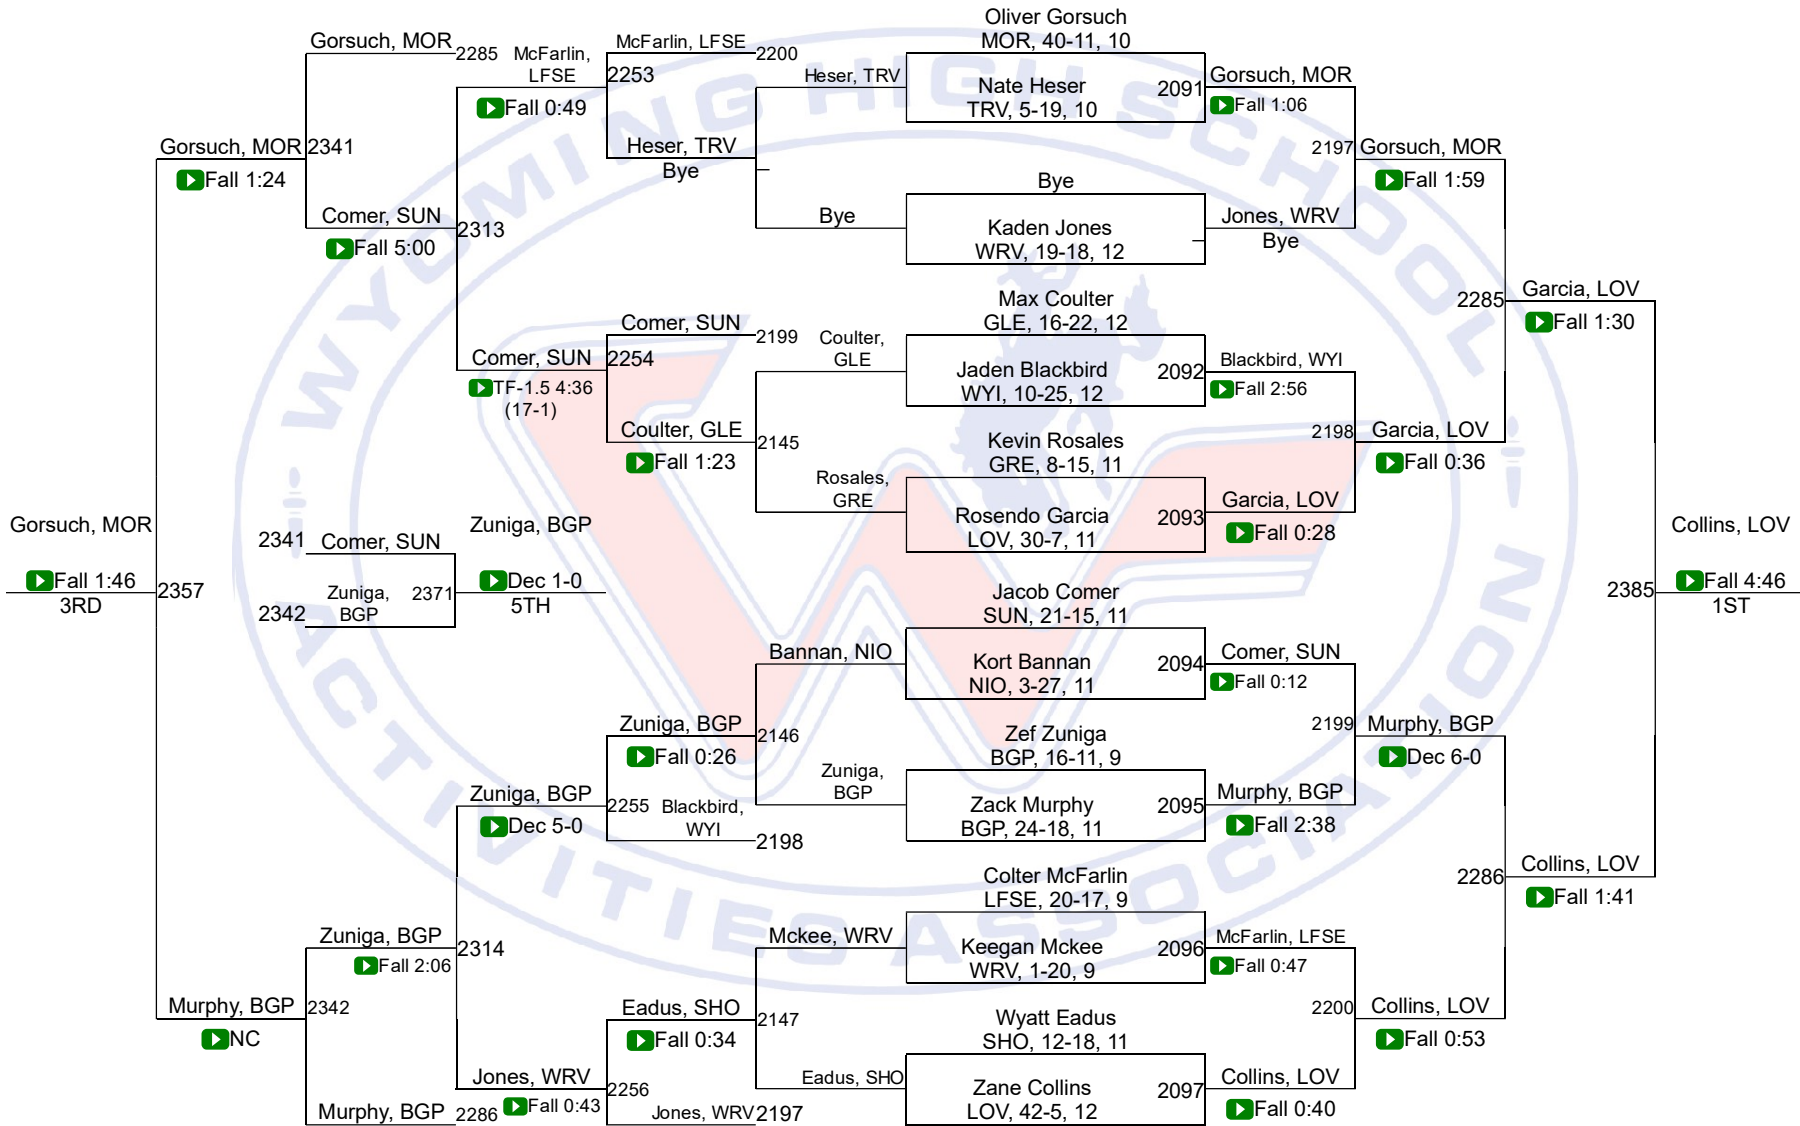 Oliver Gorsuch
MOR, 40-11, 10
Gorsuch, MOR
2285
McFarlin,
LFSE
McFarlin, LFSE
2200
2253
Heser, TRV
Nate Heser
TRV, 5-19, 10
2091
Gorsuch, MOR
Fall 1:06
Fall 0:49
Gorsuch, MOR
2341
Fall 1:24
Heser, TRV
Bye
2197
Gorsuch, MOR
Fall 1:59
Bye
Comer, SUN
2313
Fall 5:00
Bye
Kaden Jones
WRV, 19-18, 12
Jones, WRV
Bye
Max Coulter
GLE, 16-22, 12
2285
Garcia, LOV
Fall 1:30
Comer, SUN
2199
Coulter,
GLE
Comer, SUN
2254
TF-1.5 4:36
(17-1)
Jaden Blackbird
WYI, 10-25, 12
2092
Blackbird, WYI
Fall 2:56
Coulter, GLE
2145
Fall 1:23
Kevin Rosales
GRE, 8-15, 11
2198
Garcia, LOV
Fall 0:36
Rosales,
GRE
Rosendo Garcia
LOV, 30-7, 11
2093
Garcia, LOV
Fall 0:28
Gorsuch, MOR
Fall 1:46
3RD
2357
2341
Comer, SUN
2342
Zuniga,
BGP
2371
Zuniga, BGP
Dec 1-0
5TH
Collins, LOV
2385
Fall 4:46
1ST
Jacob Comer
SUN, 21-15, 11
Bannan, NIO
Kort Bannan
NIO, 3-27, 11
2094
Comer, SUN
Fall 0:12
Zuniga, BGP
2146
Fall 0:26
Zef Zuniga
BGP, 16-11, 9
2199
Murphy, BGP
Dec 6-0
Zuniga,
BGP
Zuniga, BGP
2255
Dec 5-0
Blackbird,
WYI
2198
Zack Murphy
BGP, 24-18, 11
2095
Murphy, BGP
Fall 2:38
Colter McFarlin
LFSE, 20-17, 9
2286
Collins, LOV
Fall 1:41
Zuniga, BGP
2314
Fall 2:06
Mckee, WRV
Keegan Mckee
WRV, 1-20, 9
2096
McFarlin, LFSE
Fall 0:47
Murphy, BGP
2342
NC
Eadus, SHO
2147
Fall 0:34
Wyatt Eadus
SHO, 12-18, 11
2200
Collins, LOV
Fall 0:53
Jones, WRV
2256
Fall 0:43
Eadus, SHO
Zane Collins
LOV, 42-5, 12
2097
Collins, LOV
Fall 0:40
Murphy, BGP
2286
Jones, WRV
2197
WYOMING HIGH SCHOOL
ACTIVITIES ASSOCIATION